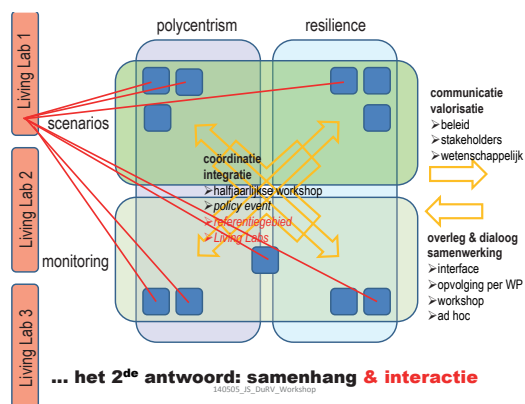 polycentrism
resilience
Living Lab 1
scenarios
Living Lab 2
monitoring
Living Lab 3
coördinatie
integratie
➢halfjaarlijkse workshop
➢policy event
➢referentiegebied
➢Living Labs
communicatie
valorisatie
➢beleid
➢stakeholders
➢wetenschappelijk
overleg & dialoog
samenwerking
➢interface
➢opvolging per WP
➢workshop
➢ad hoc
... het 2de antwoord: samenhang & interactie
140505_JS_DuRV_Workshop